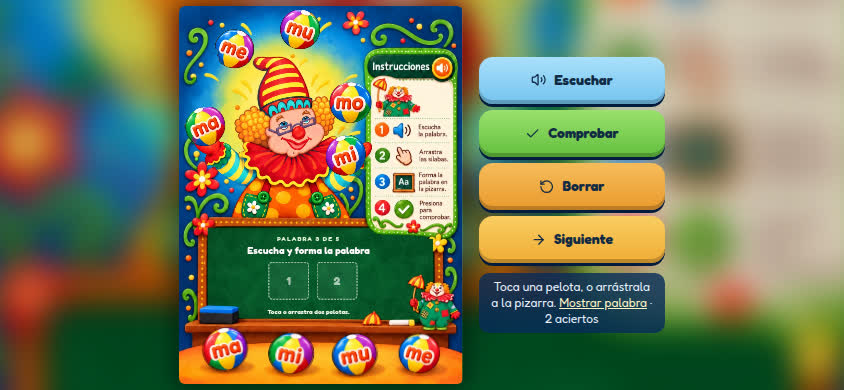 me
mu
ma
mo
mi
Instrucciones
1
Escucha
la palabra.
2
Arrastra
las sílabas.
3
Aa
Forma la
palabra en
la pizarra.
4
Presiona
para
comprobar.
PALABRA 3 DE 5
Escucha y forma la palabra
1 2
Toca o arrastra dos pelotas.
ma mi mu me
Escuchar
Comprobar
Borrar
Siguiente
Toca una pelota, o arrástrala
a la pizarra. Mostrar palabra ·
2 aciertos